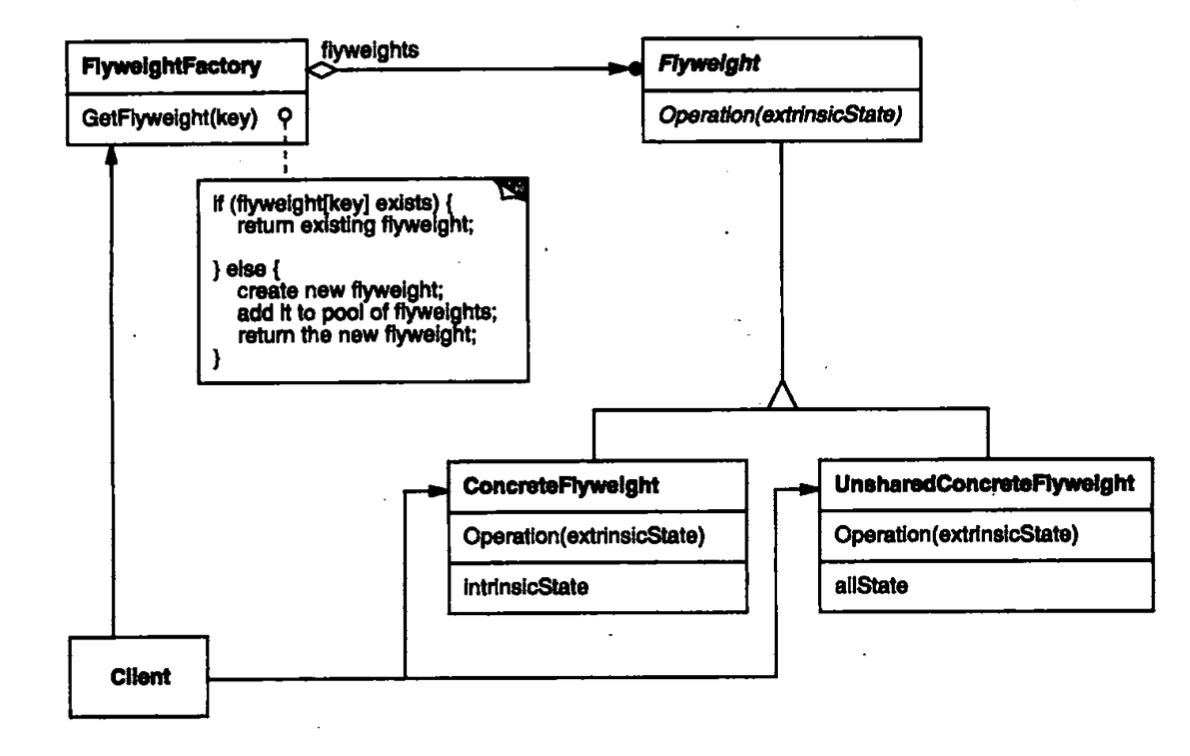 FlyweightFactory
GetFlyweight(key)
flyweights
Flyweight
Operation(extrinsicState)
if (flyweight[key] exists) {
return existing flyweight;
} else {
create new flyweight;
add it to pool of flyweights;
return the new flyweight;
}
ConcreteFlyweight
Operation(extrinsicState)
intrinsicState
UnsharedConcreteFlyweight
Operation(extrinsicState)
allState
Client